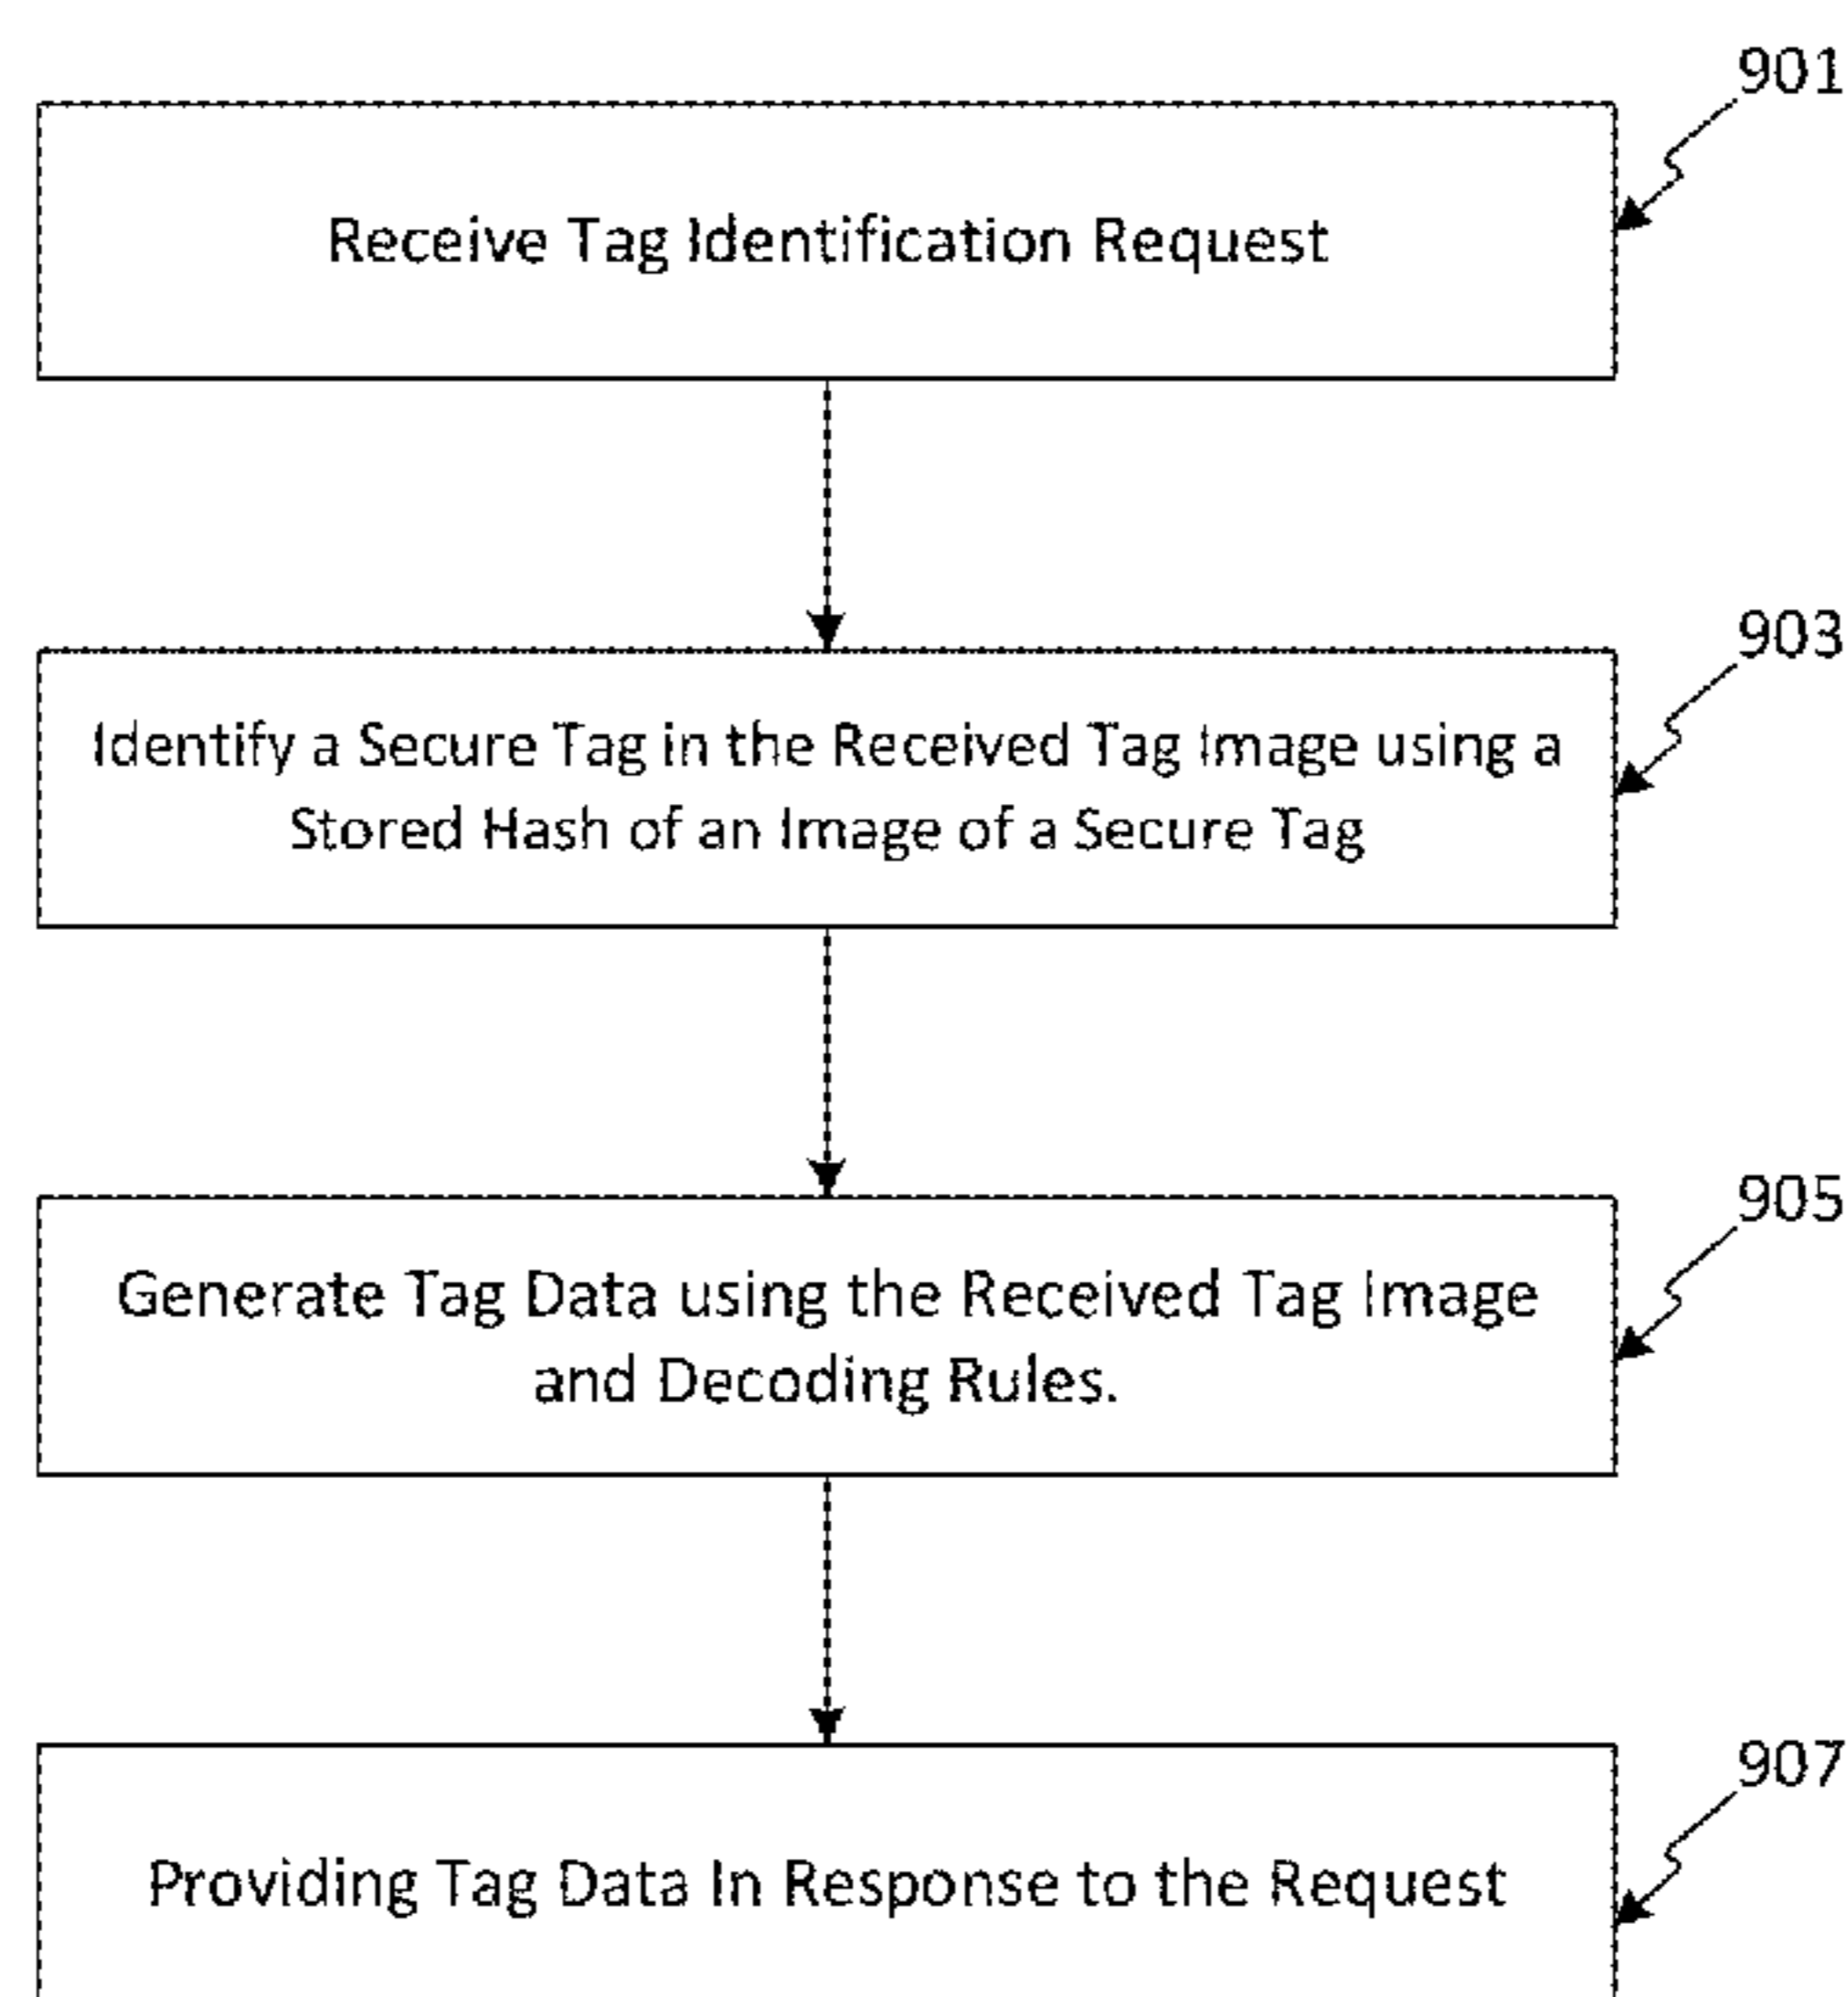 901
Receive Tag Identification Request
903
Identify a Secure Tag in the Received Tag Image using a
Stored Hash of an Image of a Secure Tag
905
Generate Tag Data using the Received Tag Image
and Decoding Rules.
907
Providing Tag Data In Response to the Request